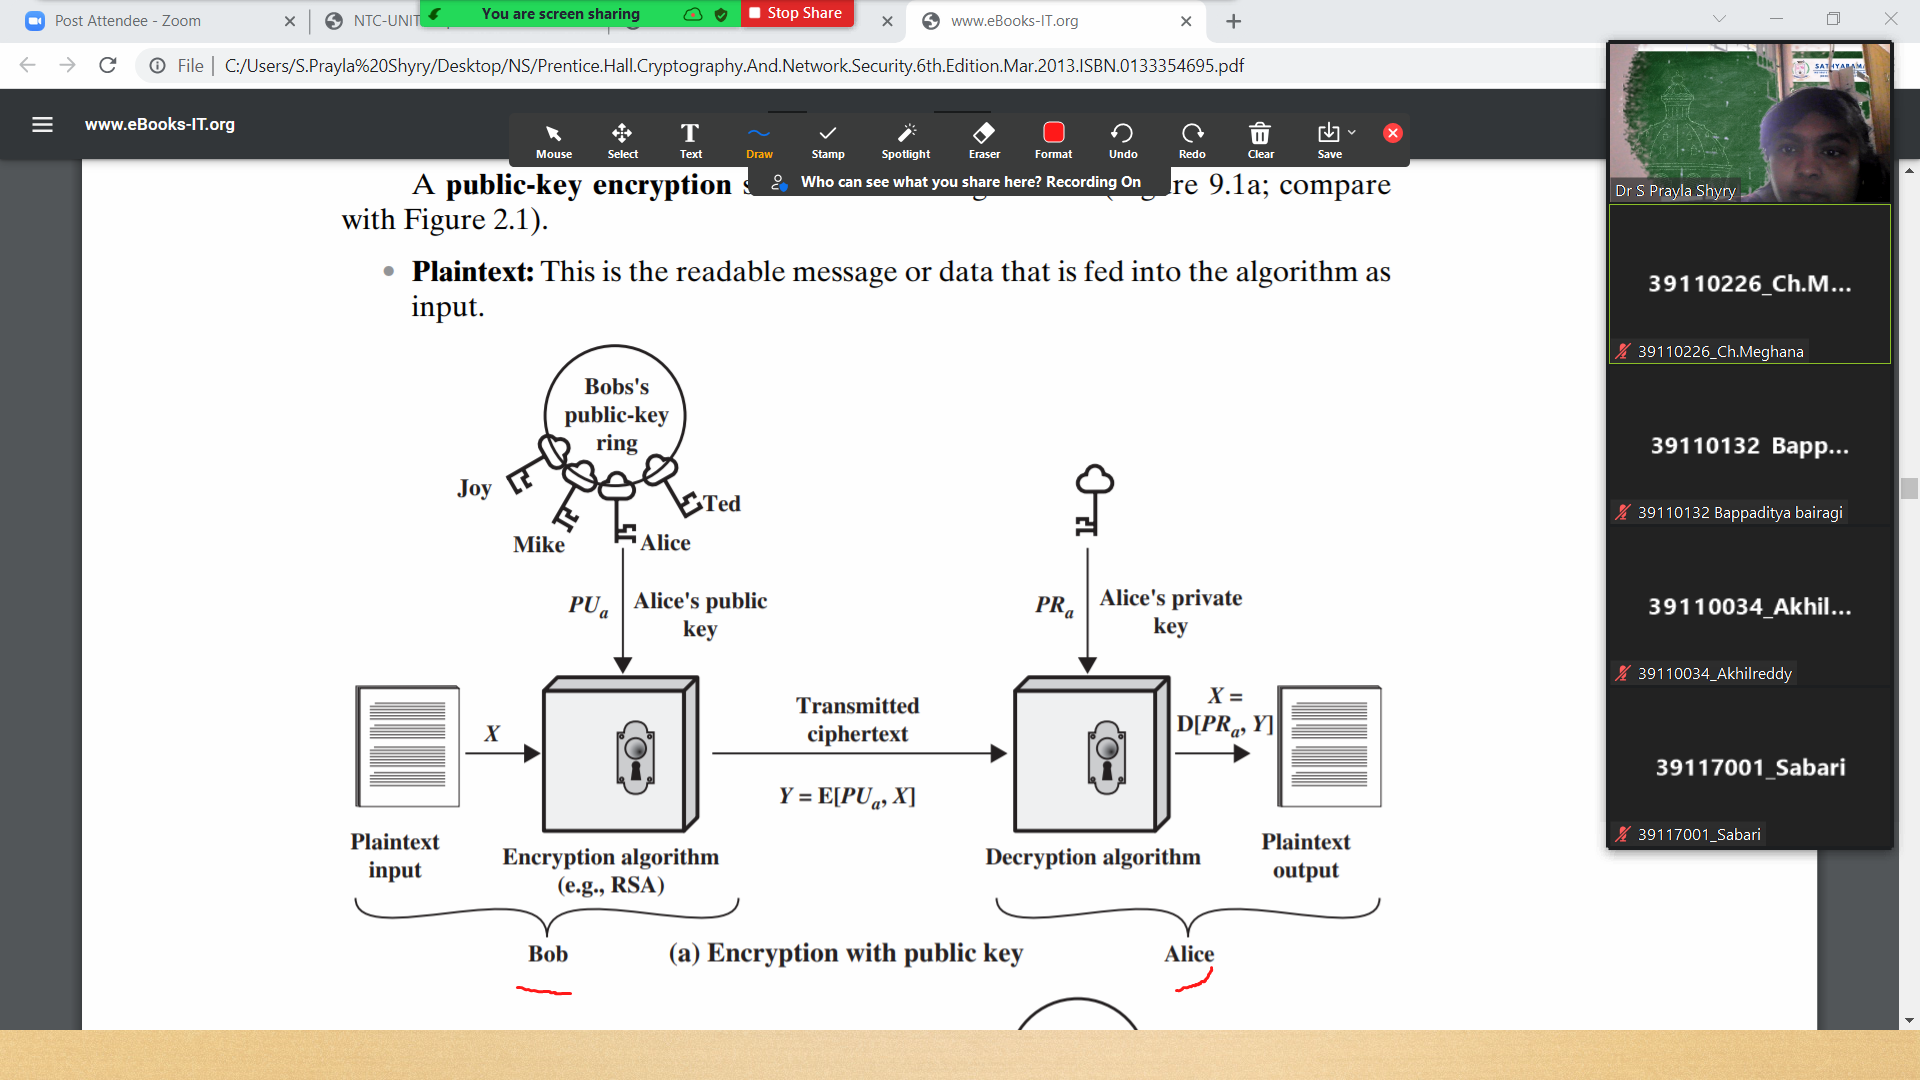 Post Attendee - Zoom
NTC-UNIT
You are screen sharing
Stop Share
www.eBooks-IT.org
File
C:/Users/S.Prayla%20Shyry/Desktop/NS/Prentice.Hall.Cryptography.And.Network.Security.6th.Edition.Mar.2013.ISBN.0133354695.pdf
www.eBooks-IT.org
Mouse
Select
Text
Draw
Stamp
Spotlight
Eraser
Format
Undo
Redo
Clear
Save
Who can see what you share here? Recording On
A public-key encryption
9.1a; compare
with Figure 2.1).
• Plaintext: This is the readable message or data that is fed into the algorithm as
input.
Bobs's
public-key
ring
Joy
Mike
Alice
Ted
PUa
Alice's public
key
PRa
Alice's private
key
X
Transmitted
ciphertext
Y = E[PUa, X]
X =
D[PRa, Y]
Plaintext
input
Encryption algorithm
(e.g., RSA)
Decryption algorithm
Plaintext
output
Bob
(a) Encryption with public key
Alice
SATHYABAMA
Dr S Prayla Shyry
39110226_Ch.M...
39110226_Ch.Meghana
39110132 Bapp...
39110132 Bappaditya bairagi
39110034_Akhil...
39110034_Akhilreddy
39117001_Sabari
39117001_Sabari